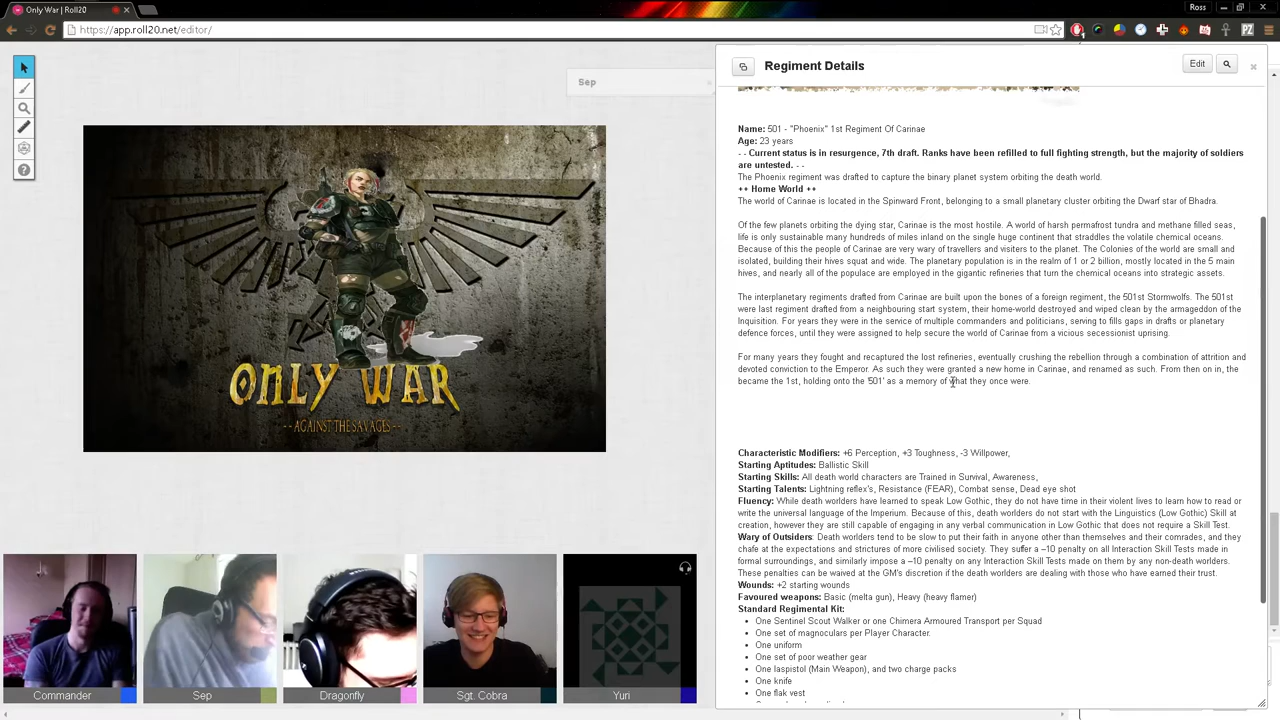 Only War | Roll20
Ross
https://app.roll20.net/editor/
Sep
Regiment Details
Edit
Name: 501 - "Phoenix" 1st Regiment Of Carinae
Age: 23 years
- - Current status is in resurgence, 7th draft. Ranks have been refilled to full fighting strength, but the majority of soldiers
are untested. - -
The Phoenix regiment was drafted to capture the binary planet system orbiting the death world.
++ Home World ++
The world of Carinae is located in the Spinward Front, belonging to a small planetary cluster orbiting the Dwarf star of Bhadra.
Of the few planets orbiting the dying star, Carinae is the most hostile. A world of harsh permafrost tundra and methane filled seas,
life is only sustainable many hundreds of miles inland on the single huge continent that straddles the volatile chemical oceans.
Because of this the people of Carinae are very wary of travellers and visitors to the planet. The Colonies of the world are small and
isolated, building their hives squat and wide. The planetary population is in the realm of 1 or 2 billion, mostly located in the 5 main
hives, and nearly all of the populace are employed in the gigantic refineries that turn the chemical oceans into strategic assets.
The interplanetary regiments drafted from Carinae are built upon the bones of a foreign regiment, the 501st Stormwolfs. The 501st
were last regiment drafted from a neighbouring start system, their home-world destroyed and wiped clean by the armageddon of the
Inquisition. For years they were in the service of multiple commanders and politicians, serving to fills gaps in drafts or planetary
defence forces, until they were assigned to help secure the world of Carinae from a vicious secessionist uprising.
For many years they fought and recaptured the lost refineries, eventually crushing the rebellion through a combination of attrition and
devoted conviction to the Emperor. As such they were granted a new home in Carinae, and renamed as such. From then on in, the
became the 1st, holding onto the '501' as a memory of what they once were.
Characteristic Modifiers: +6 Perception, +3 Toughness, -3 Willpower,
Starting Aptitudes: Ballistic Skill
Starting Skills: All death world characters are Trained in Survival, Awareness,
Starting Talents: Lightning reflex's, Resistance (FEAR), Combat sense, Dead eye shot
Fluency: While death worlders have learned to speak Low Gothic, they do not have time in their violent lives to learn how to read or
write the universal language of the Imperium. Because of this, death worlders do not start with the Linguistics (Low Gothic) Skill at
creation, however they are still capable of engaging in any verbal communication in Low Gothic that does not require a Skill Test.
Wary of Outsiders: Death worlders tend to be slow to put their faith in anyone other than themselves and their comrades, and they
chafe at the expectations and strictures of more civilised society. They suffer a –10 penalty on all Interaction Skill Tests made in
formal surroundings, and similarly impose a –10 penalty on any Interaction Skill Tests made on them by any non-death worlders.
These penalties can be waived at the GM's discretion if the death worlders are dealing with those who have earned their trust.
Wounds: +2 starting wounds
Favoured weapons: Basic (melta gun), Heavy (heavy flamer)
Standard Regimental Kit:
• One Sentinel Scout Walker or one Chimera Armoured Transport per Squad
• One set of magnoculars per Player Character.
• One uniform
• One set of poor weather gear
• One laspistol (Main Weapon), and two charge packs
• One knife
• One flak vest
ONLY WAR
-- AGAINST THE SAVAGES --
Commander
Sep
Dragonfly
Sgt. Cobra
Yuri